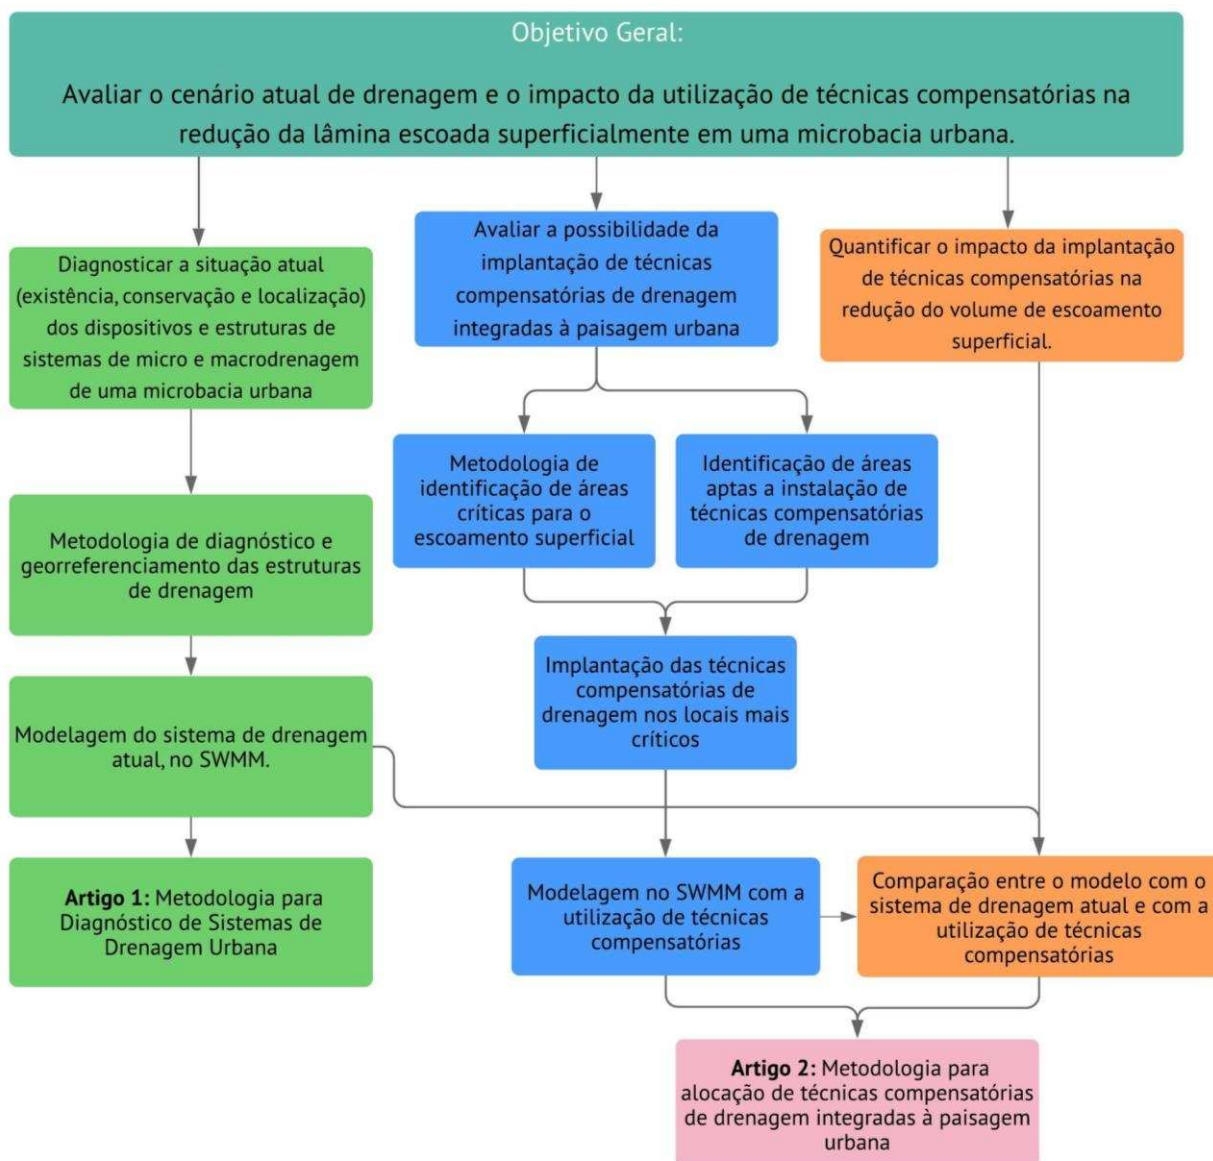 Objetivo Geral:
Avaliar o cenário atual de drenagem e o impacto da utilização de técnicas compensatórias na
redução da lâmina escoada superficialmente em uma microbacia urbana.
Diagnosticar a situação atual
(existência, conservação e localização)
dos dispositivos e estruturas de
sistemas de micro e macrodrenagem
de uma microbacia urbana
Avaliar a possibilidade da
implantação de técnicas
compensatórias de drenagem
integradas à paisagem urbana
Quantificar o impacto da implantação
de técnicas compensatórias na
redução do volume de escoamento
superficial.
Metodologia de
identificação de áreas
críticas para o
escoamento superficial
Identificação de áreas
aptas a instalação de
técnicas compensatórias
de drenagem
Metodologia de diagnóstico e
georreferenciamento das estruturas
de drenagem
Implantação das técnicas
compensatórias de
drenagem nos locais mais
críticos
Modelagem do sistema de drenagem
atual, no SWMM.
Artigo 1: Metodologia para
Diagnóstico de Sistemas de
Drenagem Urbana
Modelagem no SWMM com a
utilização de técnicas
compensatórias
Comparação entre o modelo com o
sistema de drenagem atual e com a
utilização de técnicas
compensatórias
Artigo 2: Metodologia para
alocação de técnicas compensatórias
de drenagem integradas à paisagem
urbana